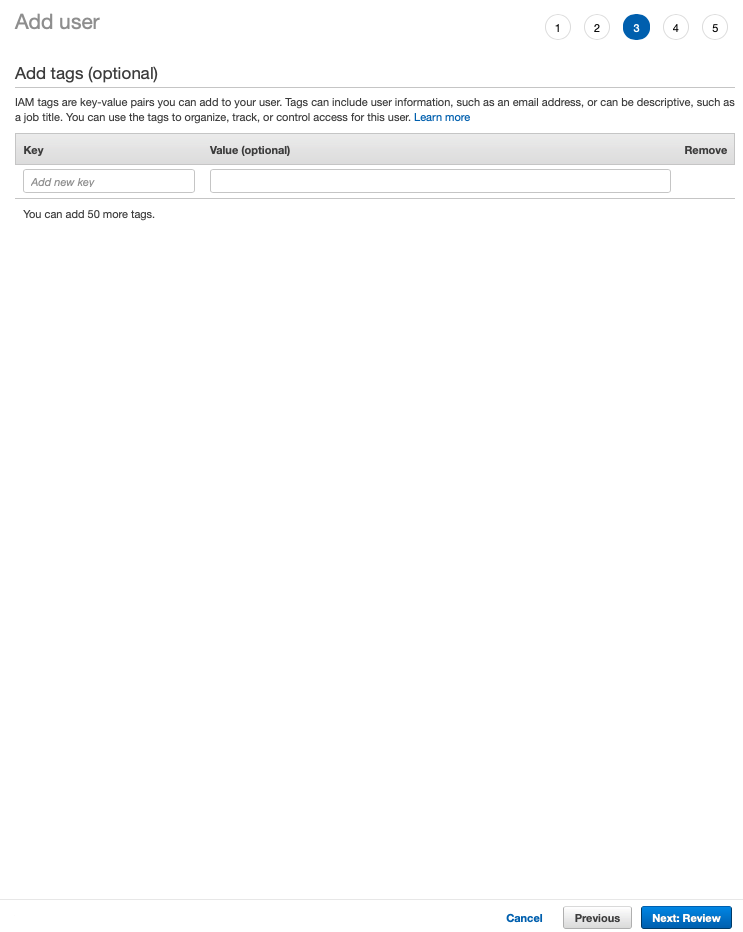 Add user
1 2 3 4 5
Add tags (optional)
IAM tags are key-value pairs you can add to your user. Tags can include user information, such as an email address, or can be descriptive, such as
a job title. You can use the tags to organize, track, or control access for this user. Learn more
Key Value (optional) Remove
Add new key
You can add 50 more tags.
Cancel Previous Next: Review